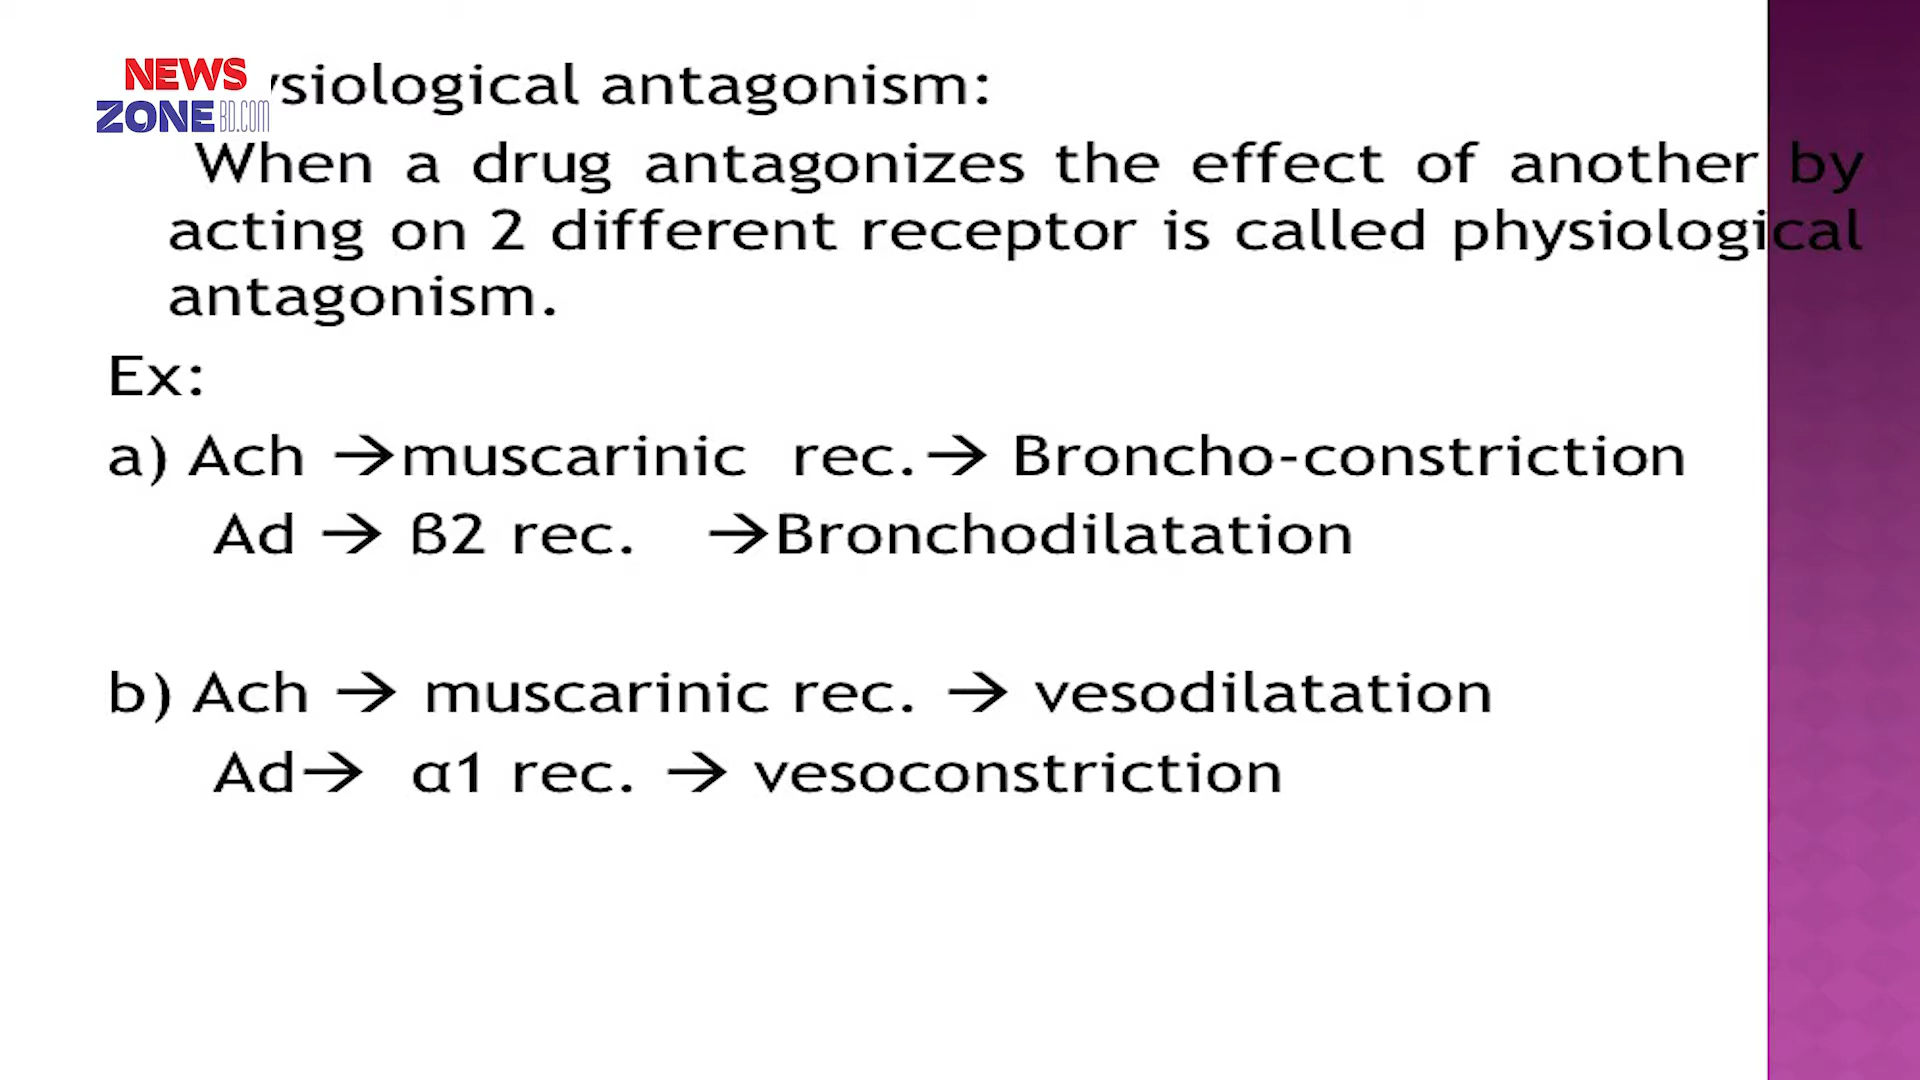 NEWS
ZONE BD.COM
ysiological antagonism:
When a drug antagonizes the effect of another by
acting on 2 different receptor is called physiological
antagonism.
Ex:
a) Ach →muscarinic rec.→ Broncho-constriction
Ad → ß2 rec. →Bronchodilatation
b) Ach → muscarinic rec. → vesodilatation
Ad→ α1 rec. → vesoconstriction